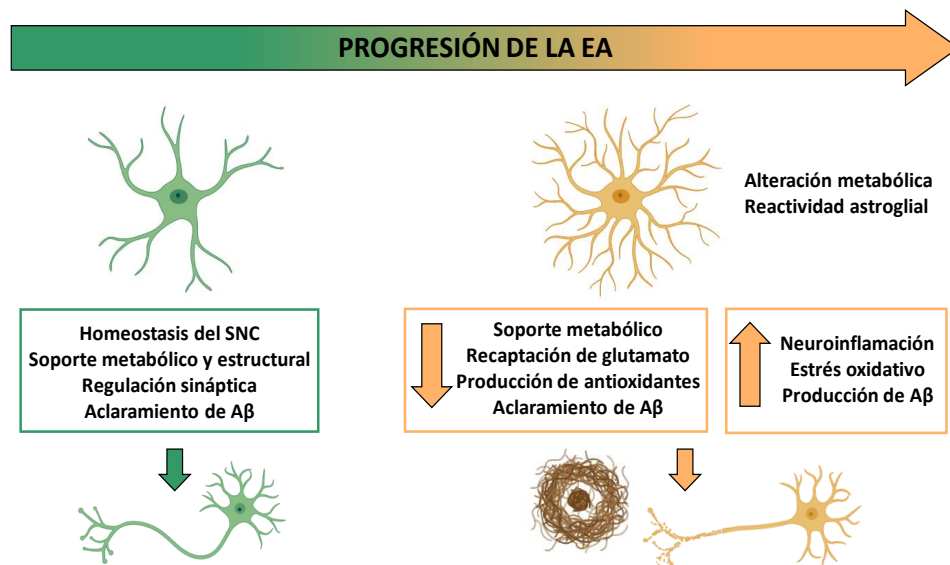 PROGRESIÓN DE LA EA
Alteración metabólica
Reactividad astroglial
Homeostasis del SNC
Soporte metabólico y estructural
Regulación sináptica
Aclaramiento de Aβ
Soporte metabólico
Recaptación de glutamato
Producción de antioxidantes
Aclaramiento de Aβ
Neuroinflamación
Estrés oxidativo
Producción de Aβ